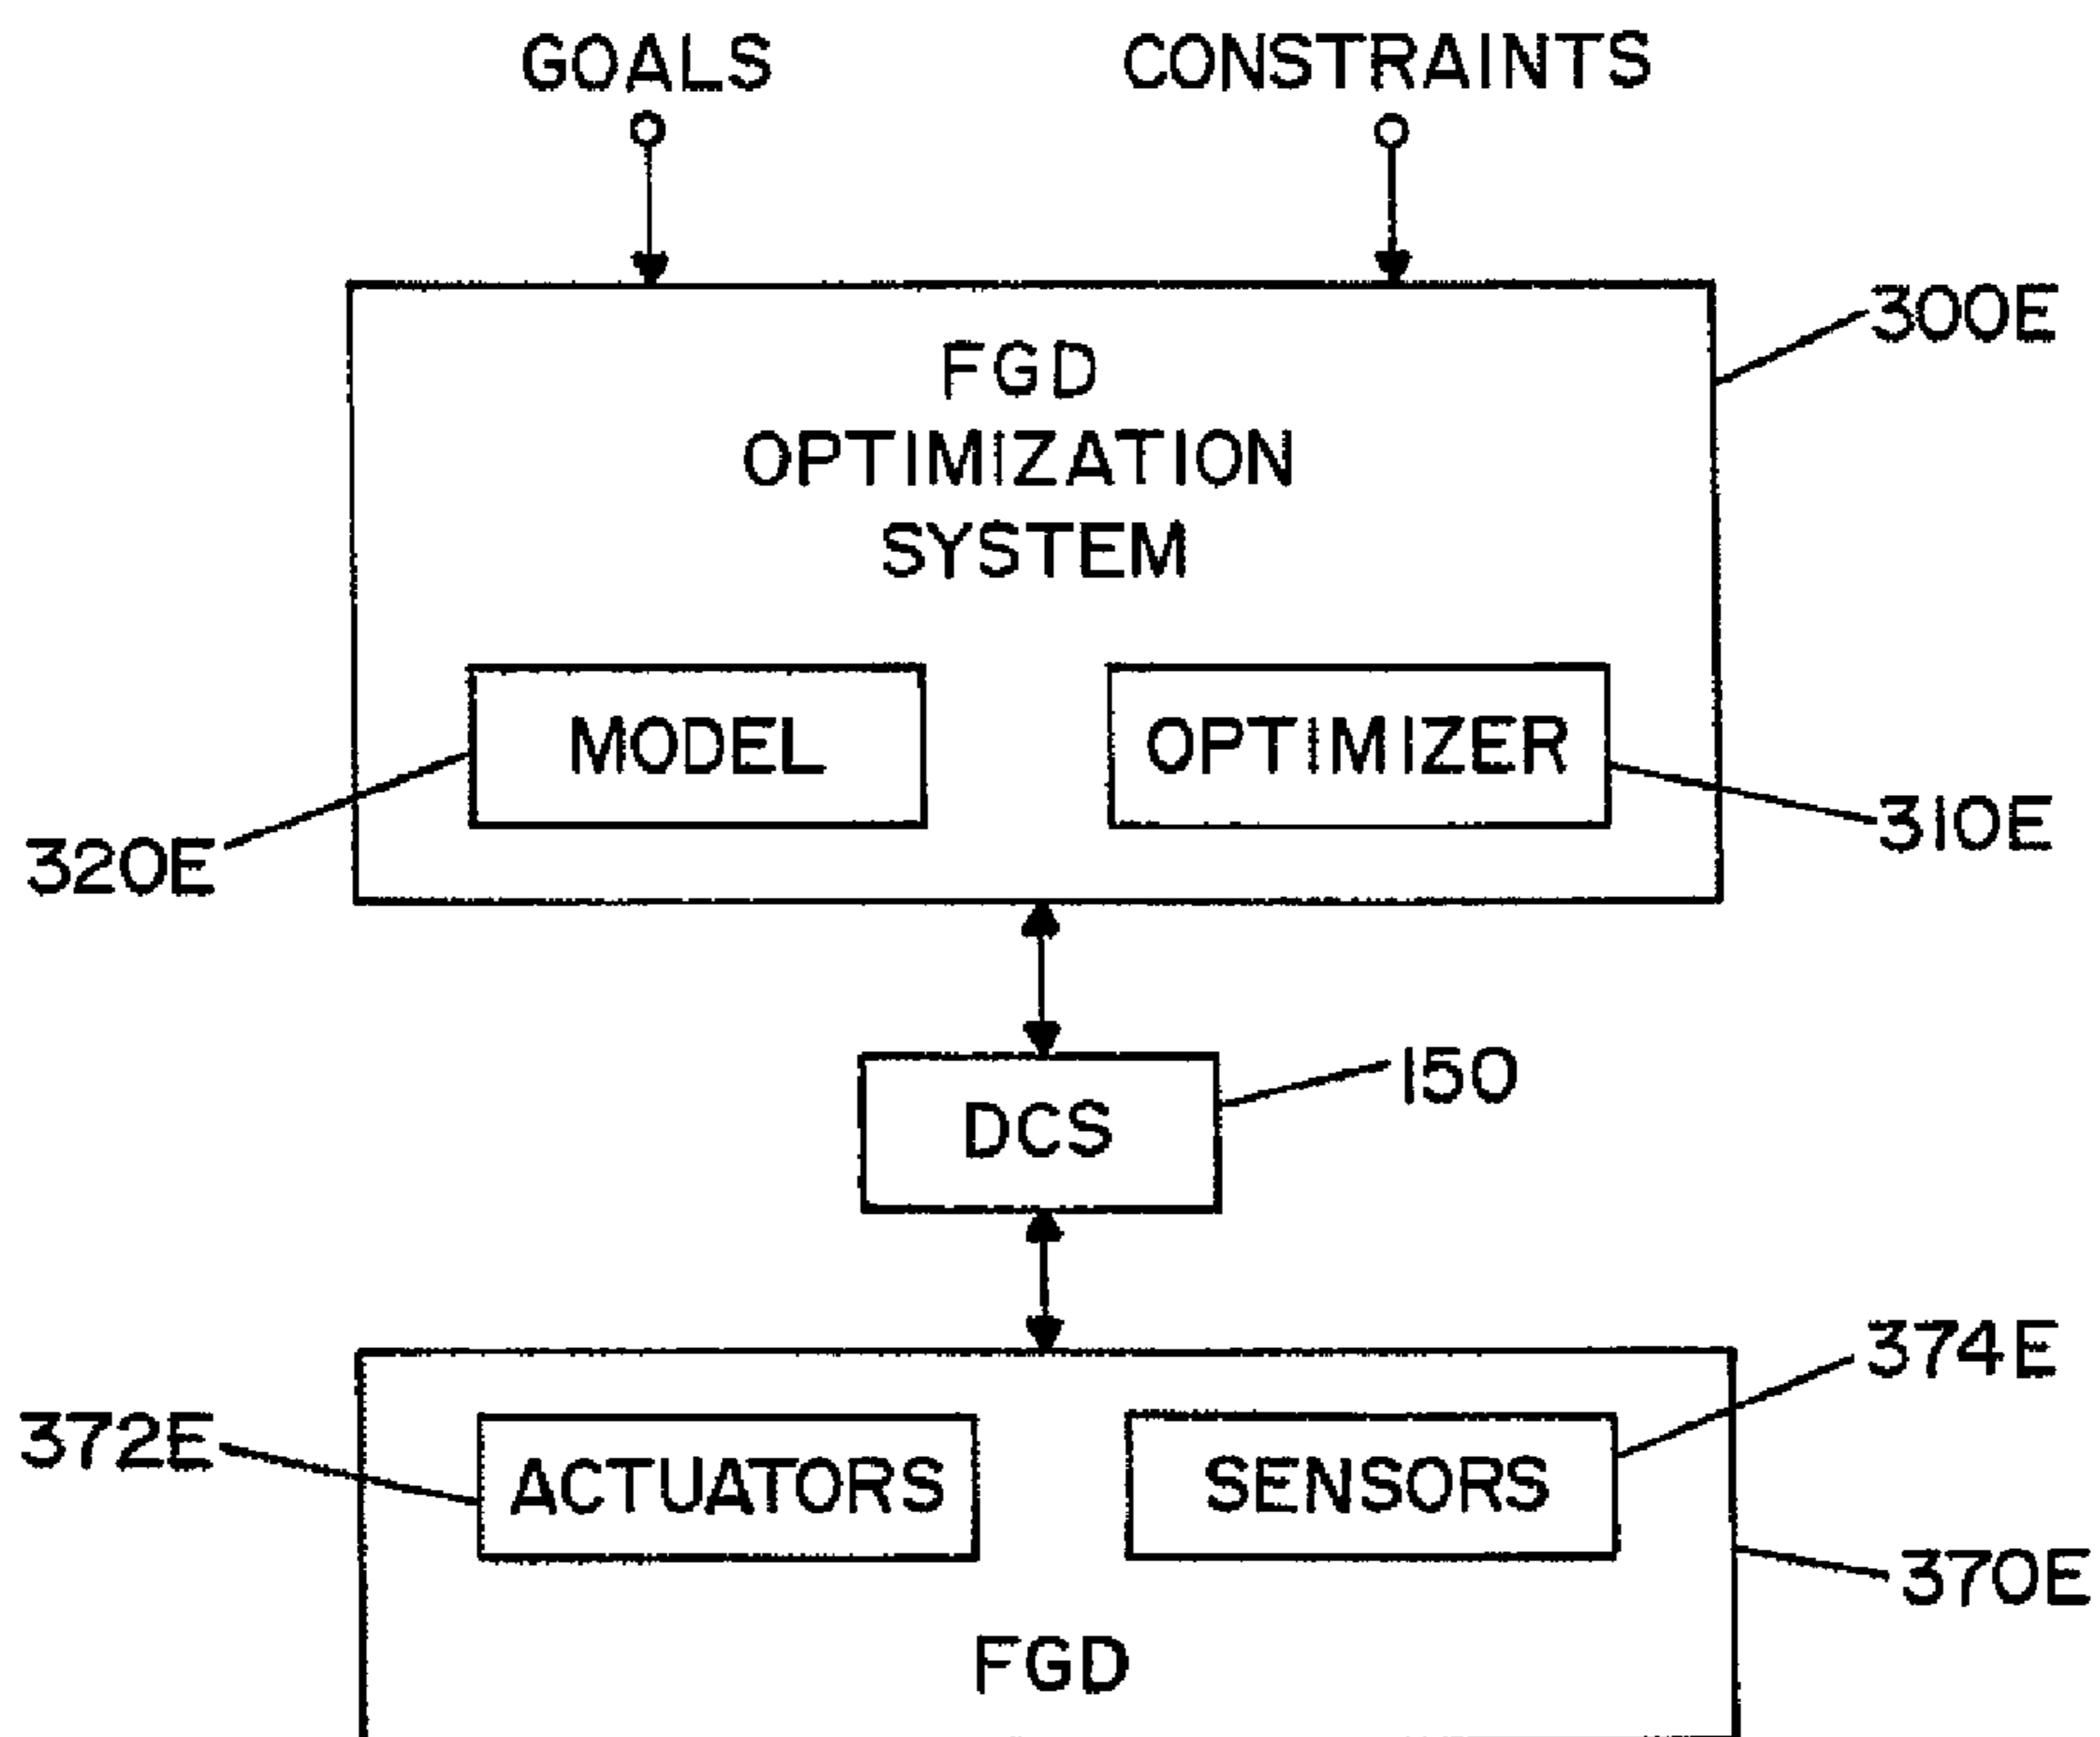 GOALS
CONSTRAINTS
300E
FGD
OPTIMIZATION
SYSTEM
MODEL
OPTIMIZER
320E
310E
150
DCS
374E
372E
ACTUATORS
SENSORS
370E
FGD